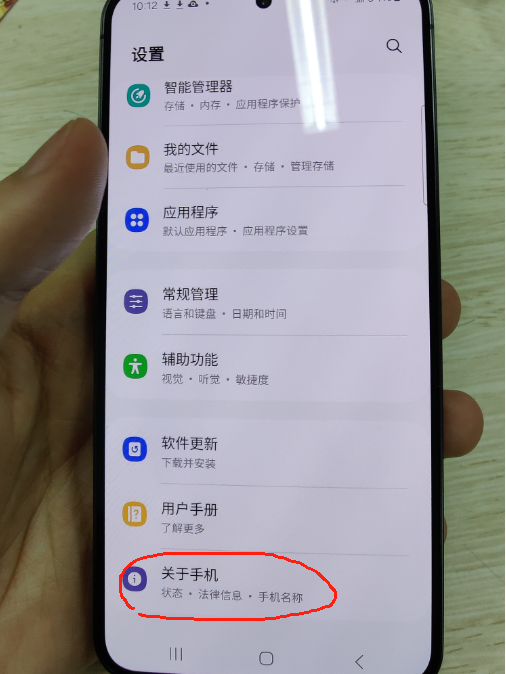 10:12
设置
智能管理器
存储 • 内存 • 应用程序保护
我的文件
最近使用的文件 • 存储 • 管理存储
应用程序
默认应用程序 • 应用程序设置
常规管理
语言和键盘 • 日期和时间
辅助功能
视觉 • 听觉 • 敏捷度
软件更新
下载并安装
用户手册
了解更多
关于手机
状态 • 法律信息 • 手机名称